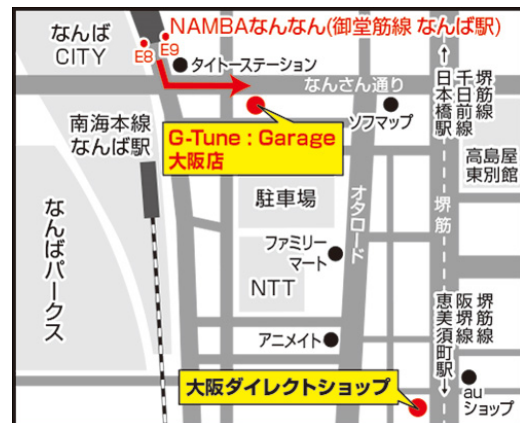 なんば
CITY
NAMBAなんなん(御堂筋線 なんば駅)
E8
E9
タイトーステーション
なんさん通り
G-Tune : Garage
大阪店
ソフマップ
堺筋線
千日前線
日本橋駅
高島屋
東別館
南海本線
なんば駅
駐車場
オタロード
堺筋
なんばパークス
ファミリー
マート
NTT
堺筋線
阪堺線
恵美須町駅
アニメイト
大阪ダイレクトショップ
au
ショップ